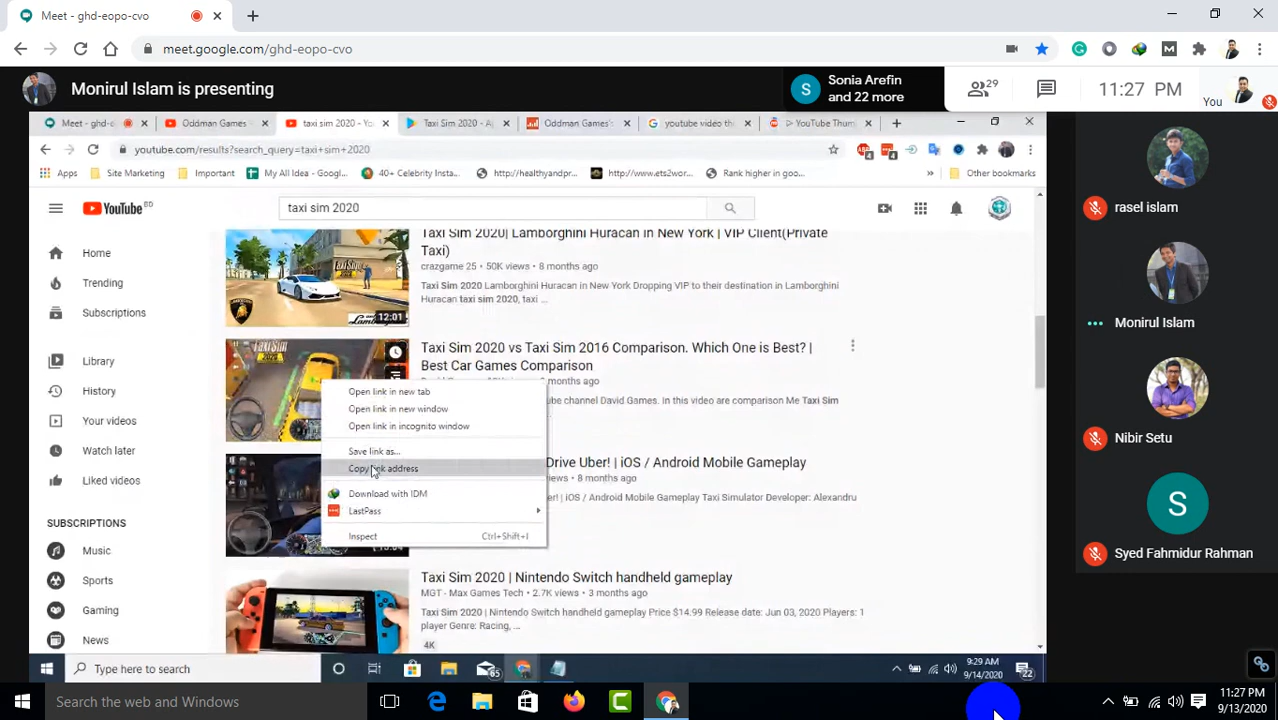 Meet - ghd-eopo-cvo
meet.google.com/ghd-eopo-cvo
Monirul Islam is presenting
S
Sonia Arefin
and 22 more
29
11:27 PM
You
Meet - ghd-e
Oddman Games
taxi sim 2020 - Yo
Taxi Sim 2020 - A
Oddman Games'
youtube video th
▷ YouTube Thum
youtube.com/results?search_query=taxi+sim+2020
Apps
Site Marketing
Important
My All Idea - Googl...
40+ Celebrity Insta...
http://healthyandpr...
http://www.ets2wor...
Rank higher in goo...
»
Other bookmarks
YouTube BD
taxi sim 2020
Home
Trending
Subscriptions
Library
History
Your videos
Watch later
Liked videos
SUBSCRIPTIONS
Music
Sports
Gaming
News
Taxi Sim 2020| Lamborghini Huracan in New York | VIP Client(Private
Taxi)
crazgame 25 • 50K views • 8 months ago
Taxi Sim 2020 Lamborghini Huracan in New York Dropping VIP to their destination in Lamborghini
Huracan taxi sim 2020, taxi ...
12:01
Taxi Sim 2020 vs Taxi Sim 2016 Comparison. Which One is Best? |
Best Car Games Comparison
months ago
ube channel David Games. In this video are comparison Me Taxi Sim
Open link in new tab
Open link in new window
Open link in incognito window
Save link as...
Copy link address
Download with IDM
LastPass
Inspect
Ctrl+Shift+I
Drive Uber! | iOS / Android Mobile Gameplay
ws • 8 months ago
! | iOS / Android Mobile Gameplay Taxi Simulator Developer: Alexandru
Taxi Sim 2020 | Nintendo Switch handheld gameplay
MGT - Max Games Tech • 2.7K views • 3 months ago
Taxi Sim 2020 | Nintendo Switch handheld gameplay Price $14.99 Release date: Jun 03, 2020 Players: 1
player Genre: Racing, ...
4K
Type here to search
65
9:29 AM
9/14/2020
22
rasel islam
Monirul Islam
Nibir Setu
S
Syed Fahmidur Rahman
Search the web and Windows
11:27 PM
9/13/2020